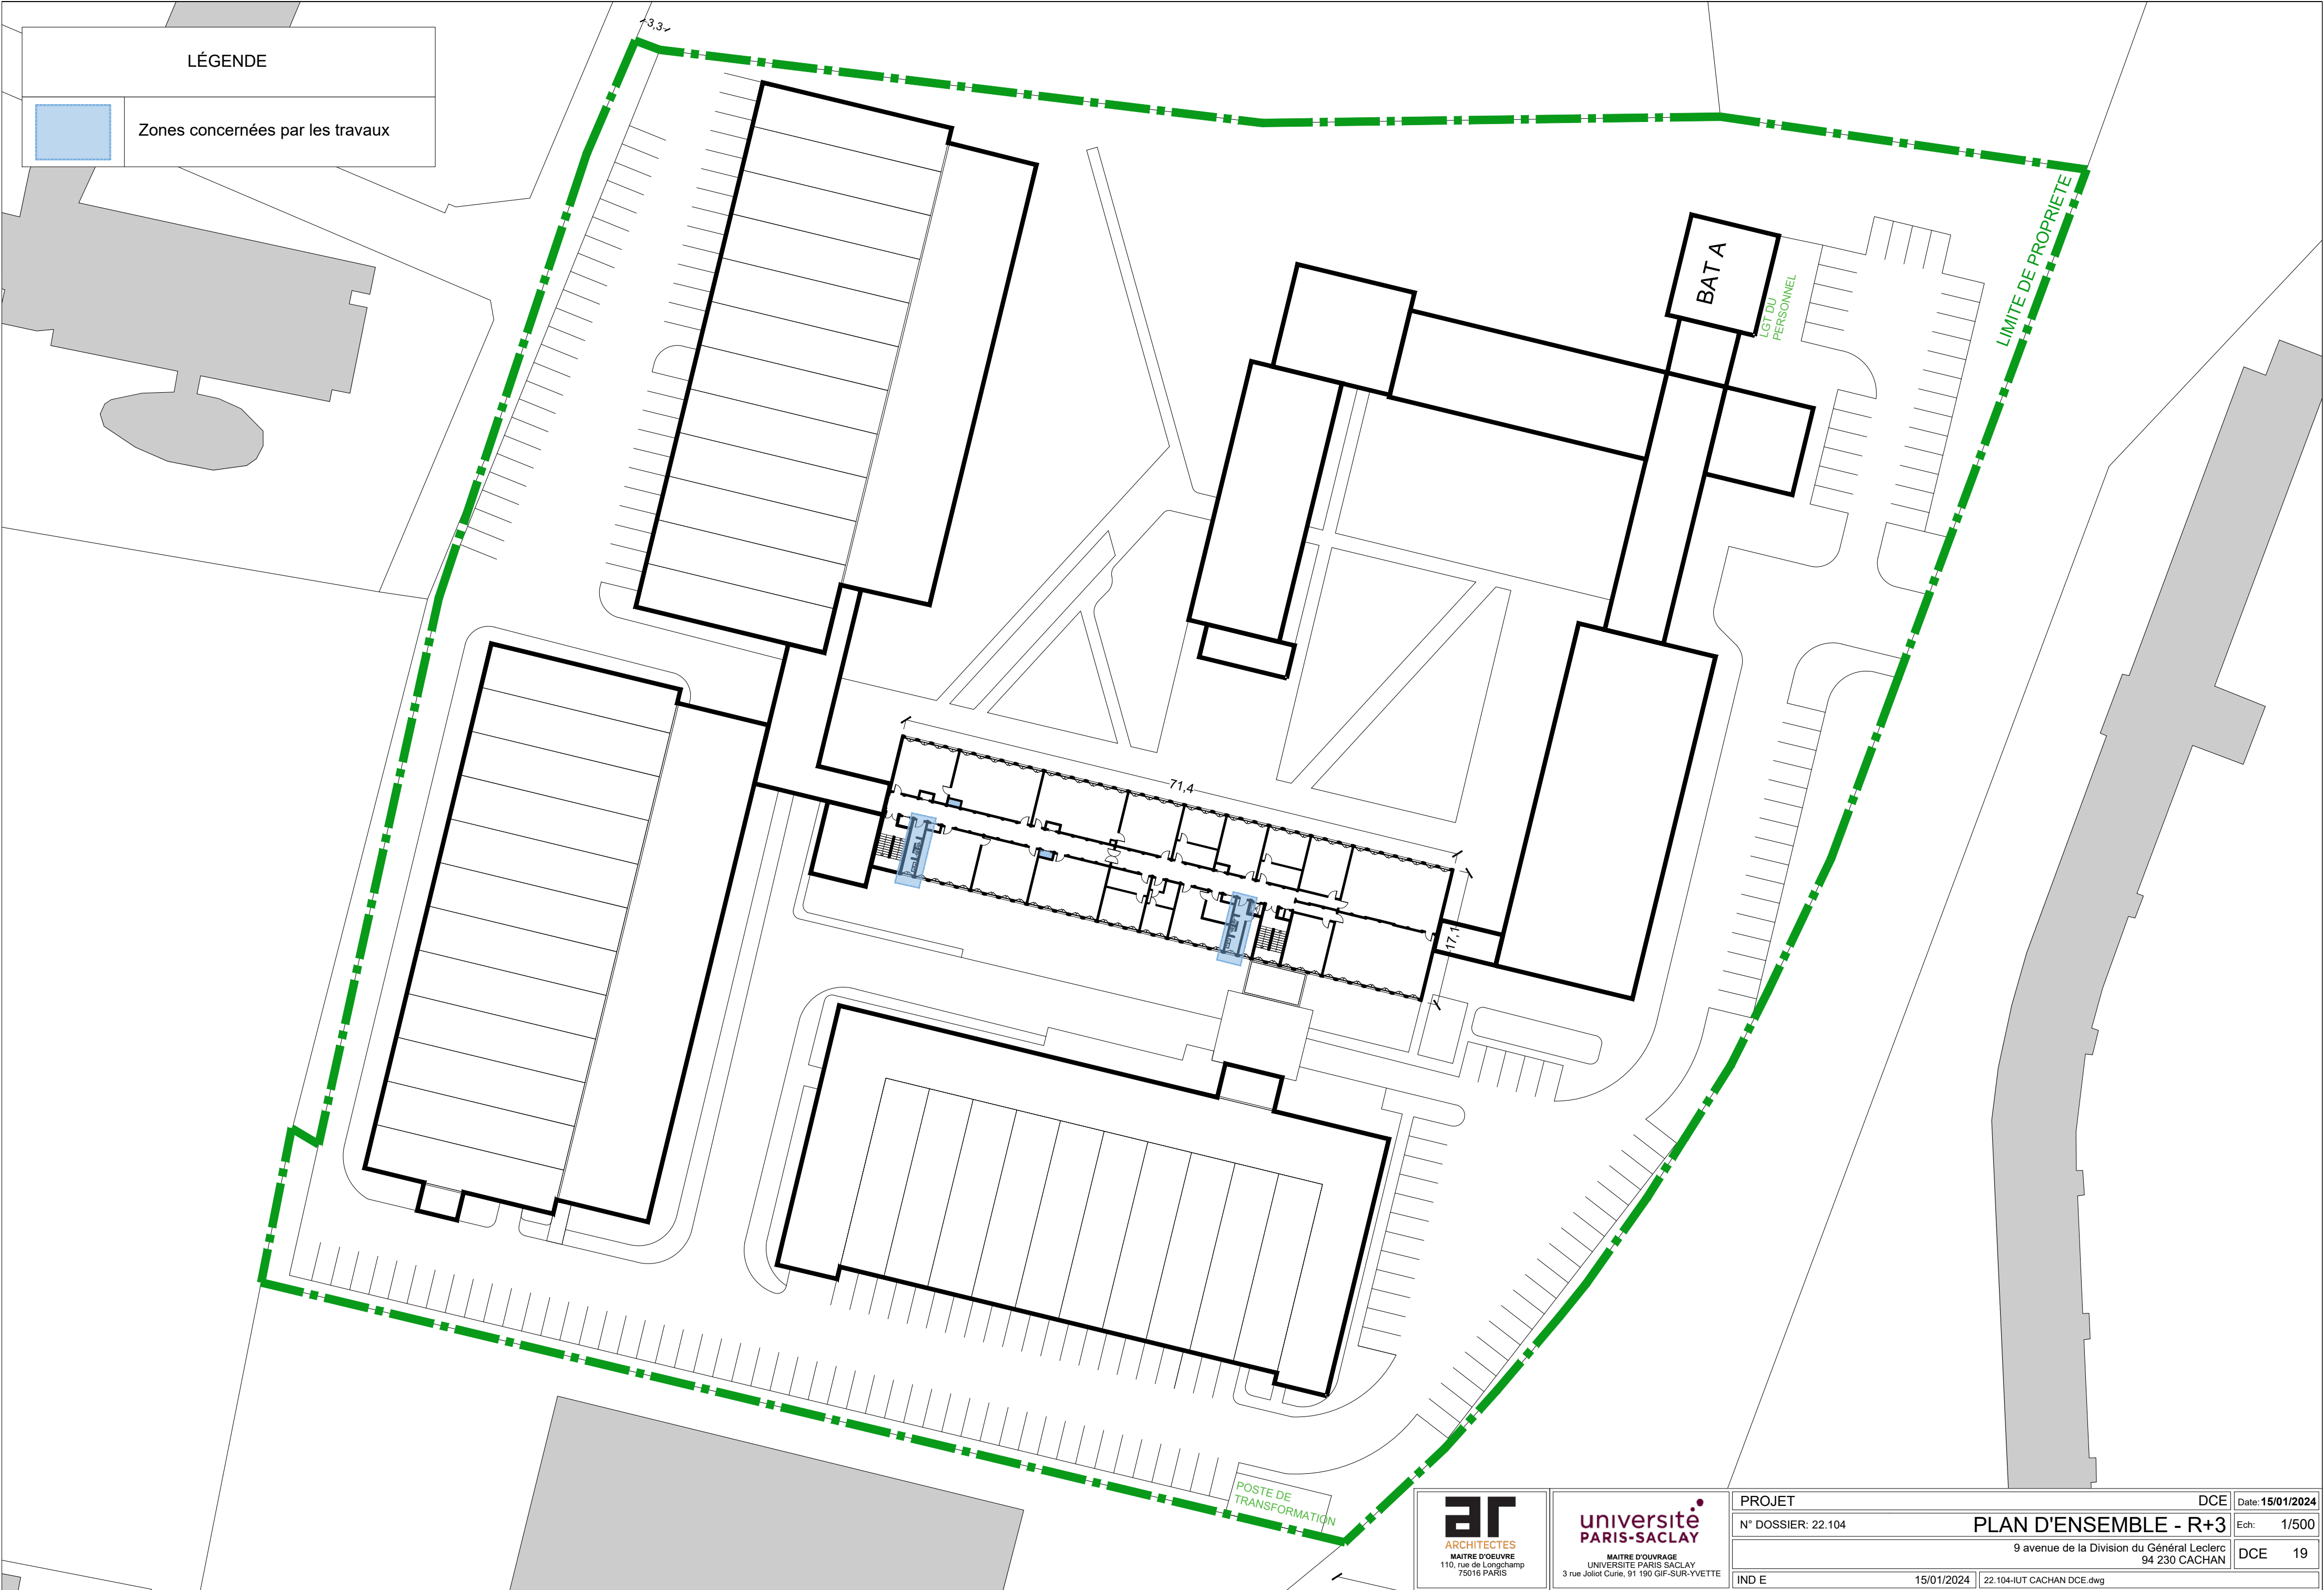 LÉGENDE
Zones concernées par les travaux
3,3
LIMITE DE PROPRIETE
BAT A
LGT DU
PERSONNEL
71,4
17,1
POSTE DE
TRANSFORMATION
ar
ARCHITECTES
MAITRE D'OEUVRE
110, rue de Longchamp
75016 PARIS
université
PARIS-SACLAY
MAITRE D'OUVRAGE
UNIVERSITE PARIS SACLAY
3 rue Joliot Curie, 91 190 GIF-SUR-YVETTE
PROJET DCE Date: 15/01/2024
N° DOSSIER: 22.104 PLAN D'ENSEMBLE - R+3 Ech: 1/500
9 avenue de la Division du Général Leclerc
94 230 CACHAN
DCE 19
IND E 15/01/2024 22.104-IUT CACHAN DCE.dwg